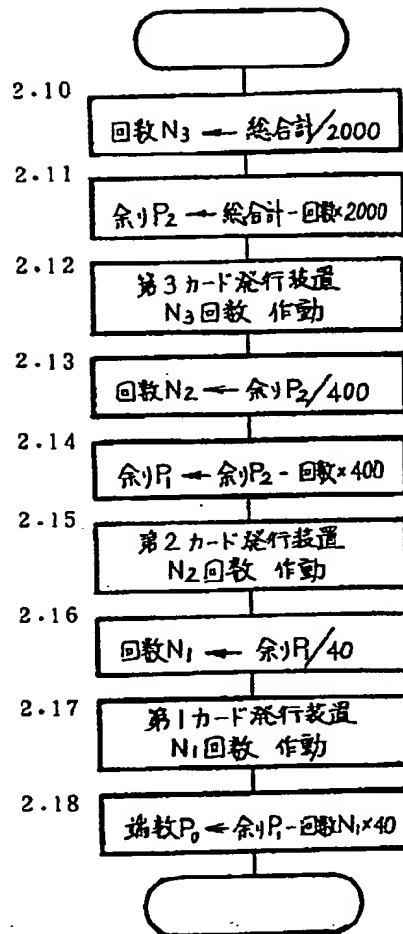 2.10
回数N₃ ← 総合計/2000
2.11
余りP₂ ← 総合計-回数×2000
2.12
第3カード発行装置
N₃回数 作動
2.13
回数N₂ ← 余りP₂/400
2.14
余りP₁ ← 余りP₂-回数×400
2.15
第2カード発行装置
N₂回数 作動
2.16
回数N₁ ← 余りP₁/40
2.17
第1カード発行装置
N₁回数 作動
2.18
端数P₀ ← 余りP₁-回数N₁×40